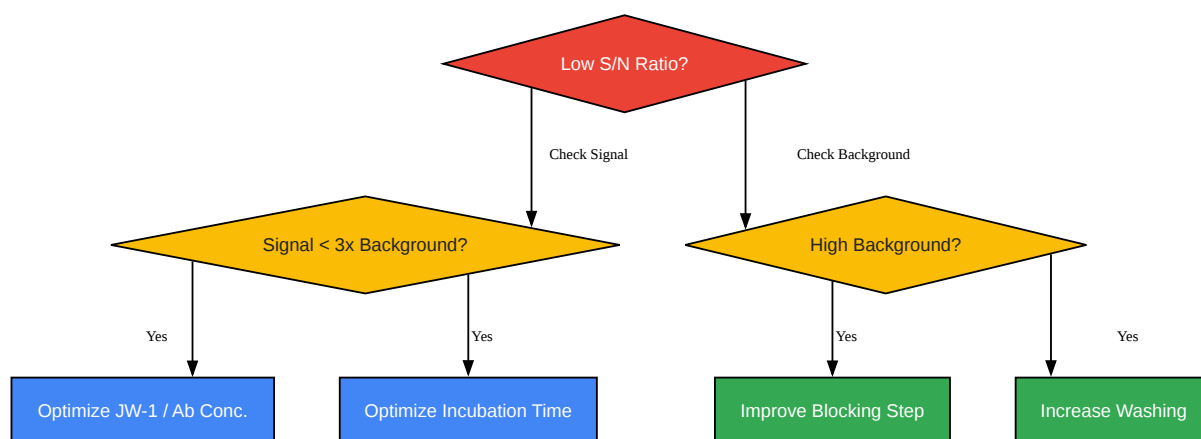 Low S/N Ratio?
Check Signal
Check Background
Signal < 3x Background?
High Background?
Yes
Yes
Yes
Yes
Optimize JW-1 / Ab Conc.
Optimize Incubation Time
Improve Blocking Step
Increase Washing